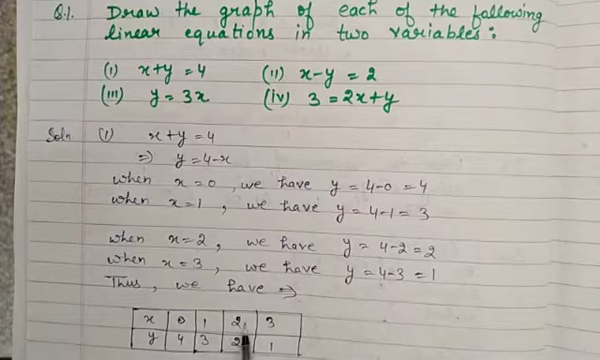 Q.1. Draw the graph of each of the following
linear equations in two variables :
(i) x+y = 4 (ii) x-y = 2
(iii) y = 3x (iv) 3 = 2x+y
Soln (i) x+y = 4
⇒ y = 4-x
when x=0, we have y = 4-0 = 4
when x=1, we have y = 4-1 = 3
when x=2, we have y = 4-2 = 2
when x=3, we have y = 4-3 = 1
Thus, we have ⇒
x 0 1 2 3
y 4 3 2 1